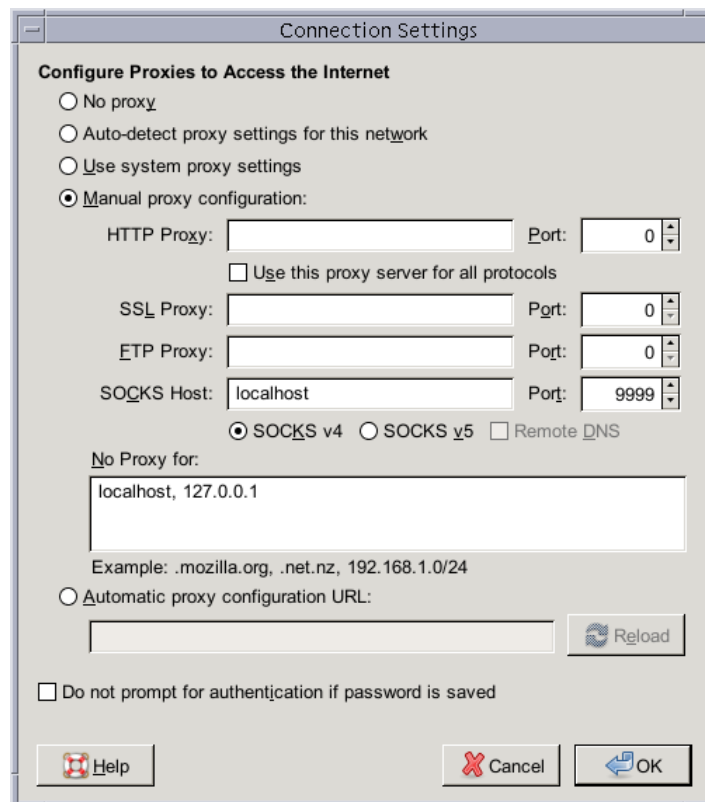 Connection Settings
Configure Proxies to Access the Internet
No proxy
Auto-detect proxy settings for this network
Use system proxy settings
Manual proxy configuration:
HTTP Proxy: Port: 0
Use this proxy server for all protocols
SSL Proxy: Port: 0
FTP Proxy: Port: 0
SOCKS Host: localhost Port: 9999
SOCKS v4 SOCKS v5 Remote DNS
No Proxy for:
localhost, 127.0.0.1
Example: .mozilla.org, .net.nz, 192.168.1.0/24
Automatic proxy configuration URL:
Reload
Do not prompt for authentication if password is saved
Help Cancel OK